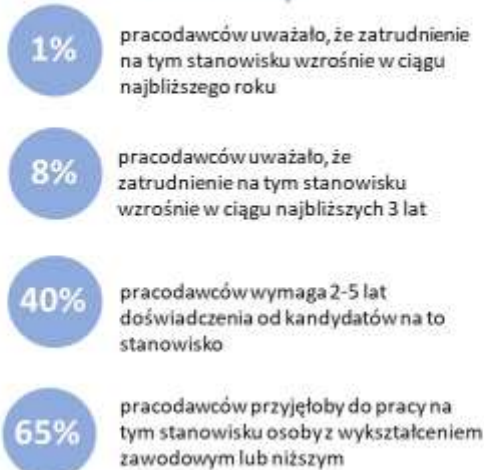 1%
pracodawców uważało, że zatrudnienie
na tym stanowisku wzrośnie w ciągu
najbliższego roku
8%
pracodawców uważało, że
zatrudnienie na tym stanowisku
wzrośnie w ciągu najbliższych 3 lat
40%
pracodawców wymaga 2-5 lat
doświadczenia od kandydatów na to
stanowisko
65%
pracodawców przyjęłoby do pracy na
tym stanowisku osoby z wykształceniem
zawodowym lub niższym